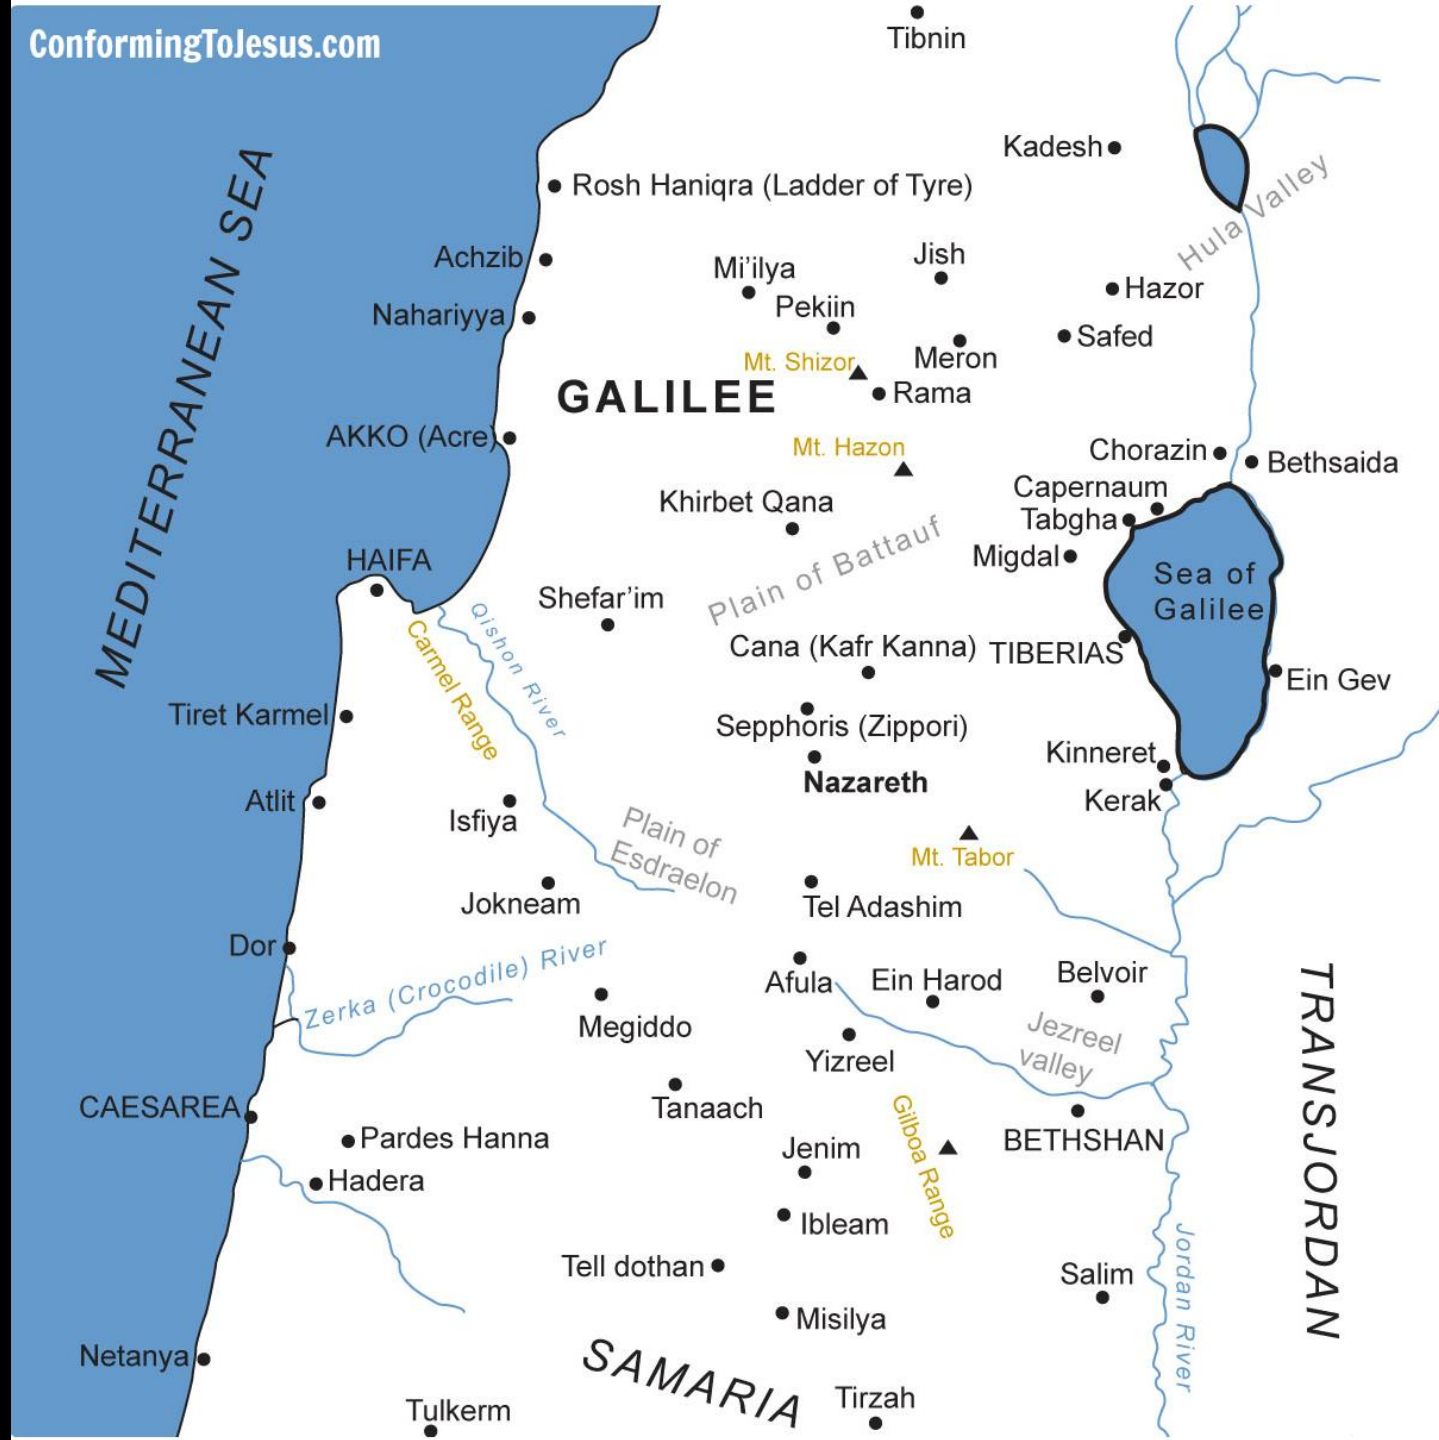 ConformingToJesus.com
Tibnin
Kadesh
MEDITERRANEAN SEA
Rosh Haniqra (Ladder of Tyre)
Hula Valley
Achzib
Mi'ilya
Jish
Hazor
Nahariyya
Pekiin
Safed
Mt. Shizor
Meron
GALILEE
Rama
AKKO (Acre)
Mt. Hazon
Chorazin
Bethsaida
Capernaum
Khirbet Qana
Tabgha
Plain of Battauf
Migdal
HAIFA
Sea of
Galilee
Shefar'im
Qishon River
Carmel Range
Cana (Kafr Kanna)
TIBERIAS
Ein Gev
Tiret Karmel
Sepphoris (Zippori)
Kinneret
Nazareth
Atlit
Kerak
Isfiya
Plain of
Esdraelon
Mt. Tabor
Jokneam
Tel Adashim
Dor
Zerka (Crocodile) River
Afula
Ein Harod
Belvoir
Megiddo
Jezreel
valley
Yizreel
TRANSJORDAN
CAESAREA
Tanaach
Gilboa Range
Pardes Hanna
Jenim
BETHSHAN
Hadera
Ibleam
Tell dothan
Salim
Jordan River
Misilya
Netanya
SAMARIA
Tulkerm
Tirzah